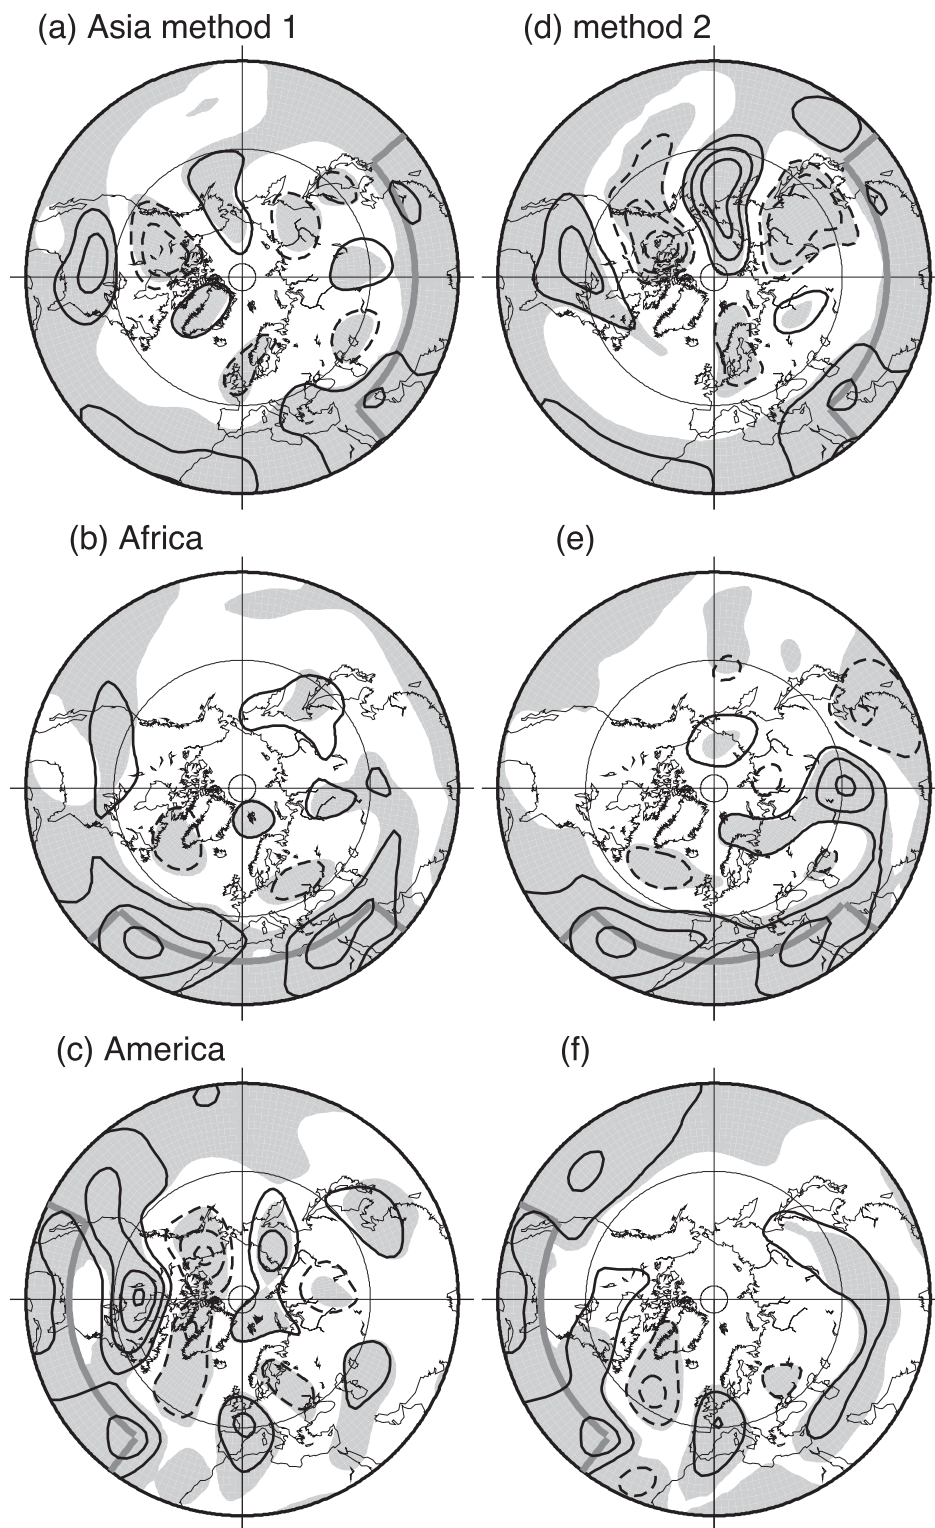 (a) Asia method 1
(d) method 2
(b) Africa
(e)
(c) America
(f)